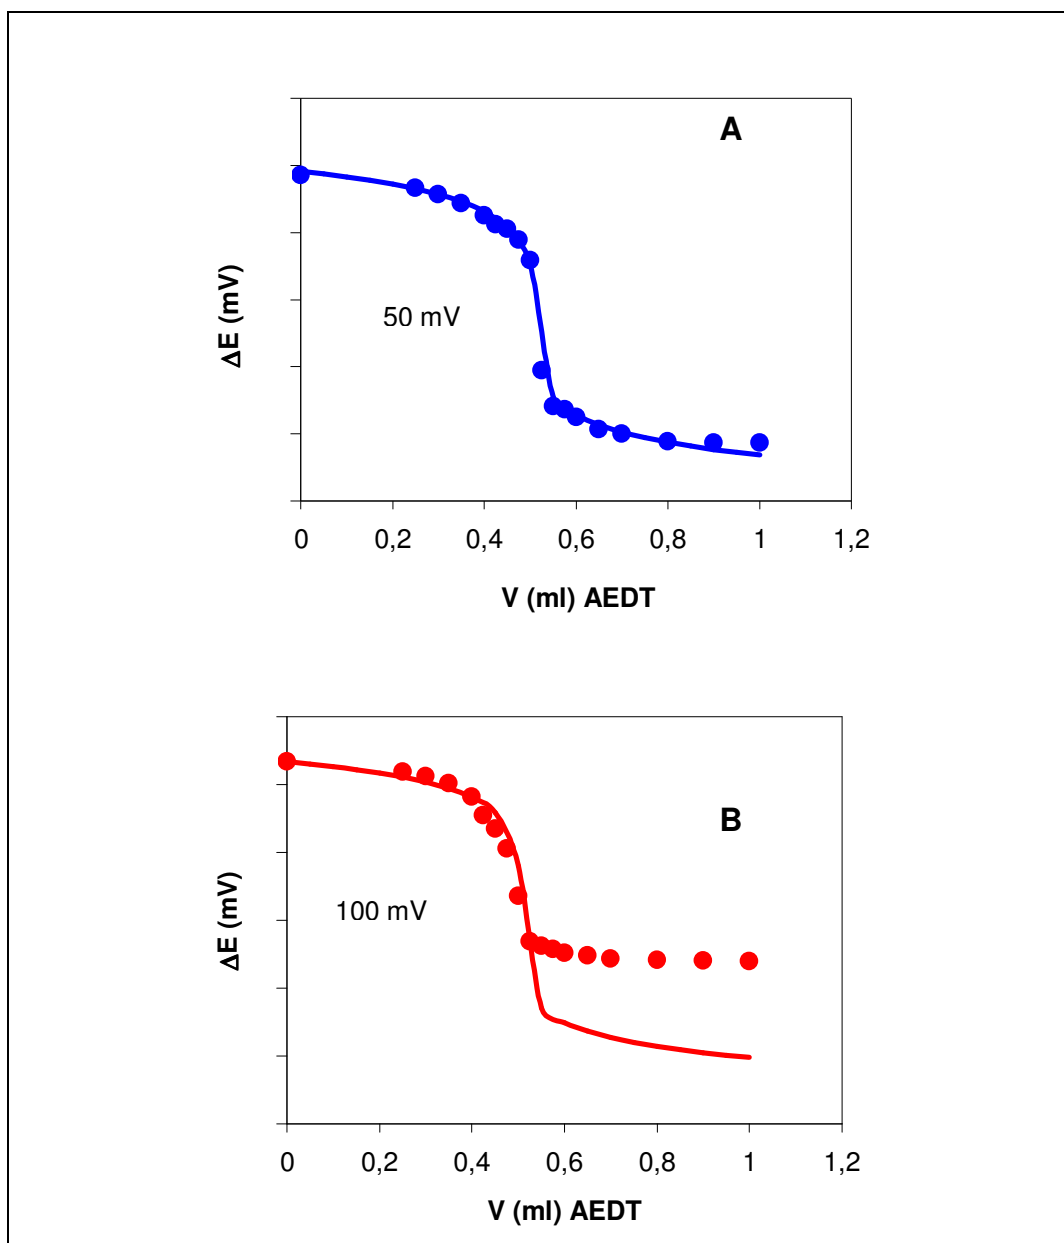 A
ΔE (mV)
50 mV
0 0,2 0,4 0,6 0,8 1 1,2
V (ml) AEDT
B
ΔE (mV)
100 mV
0 0,2 0,4 0,6 0,8 1 1,2
V (ml) AEDT